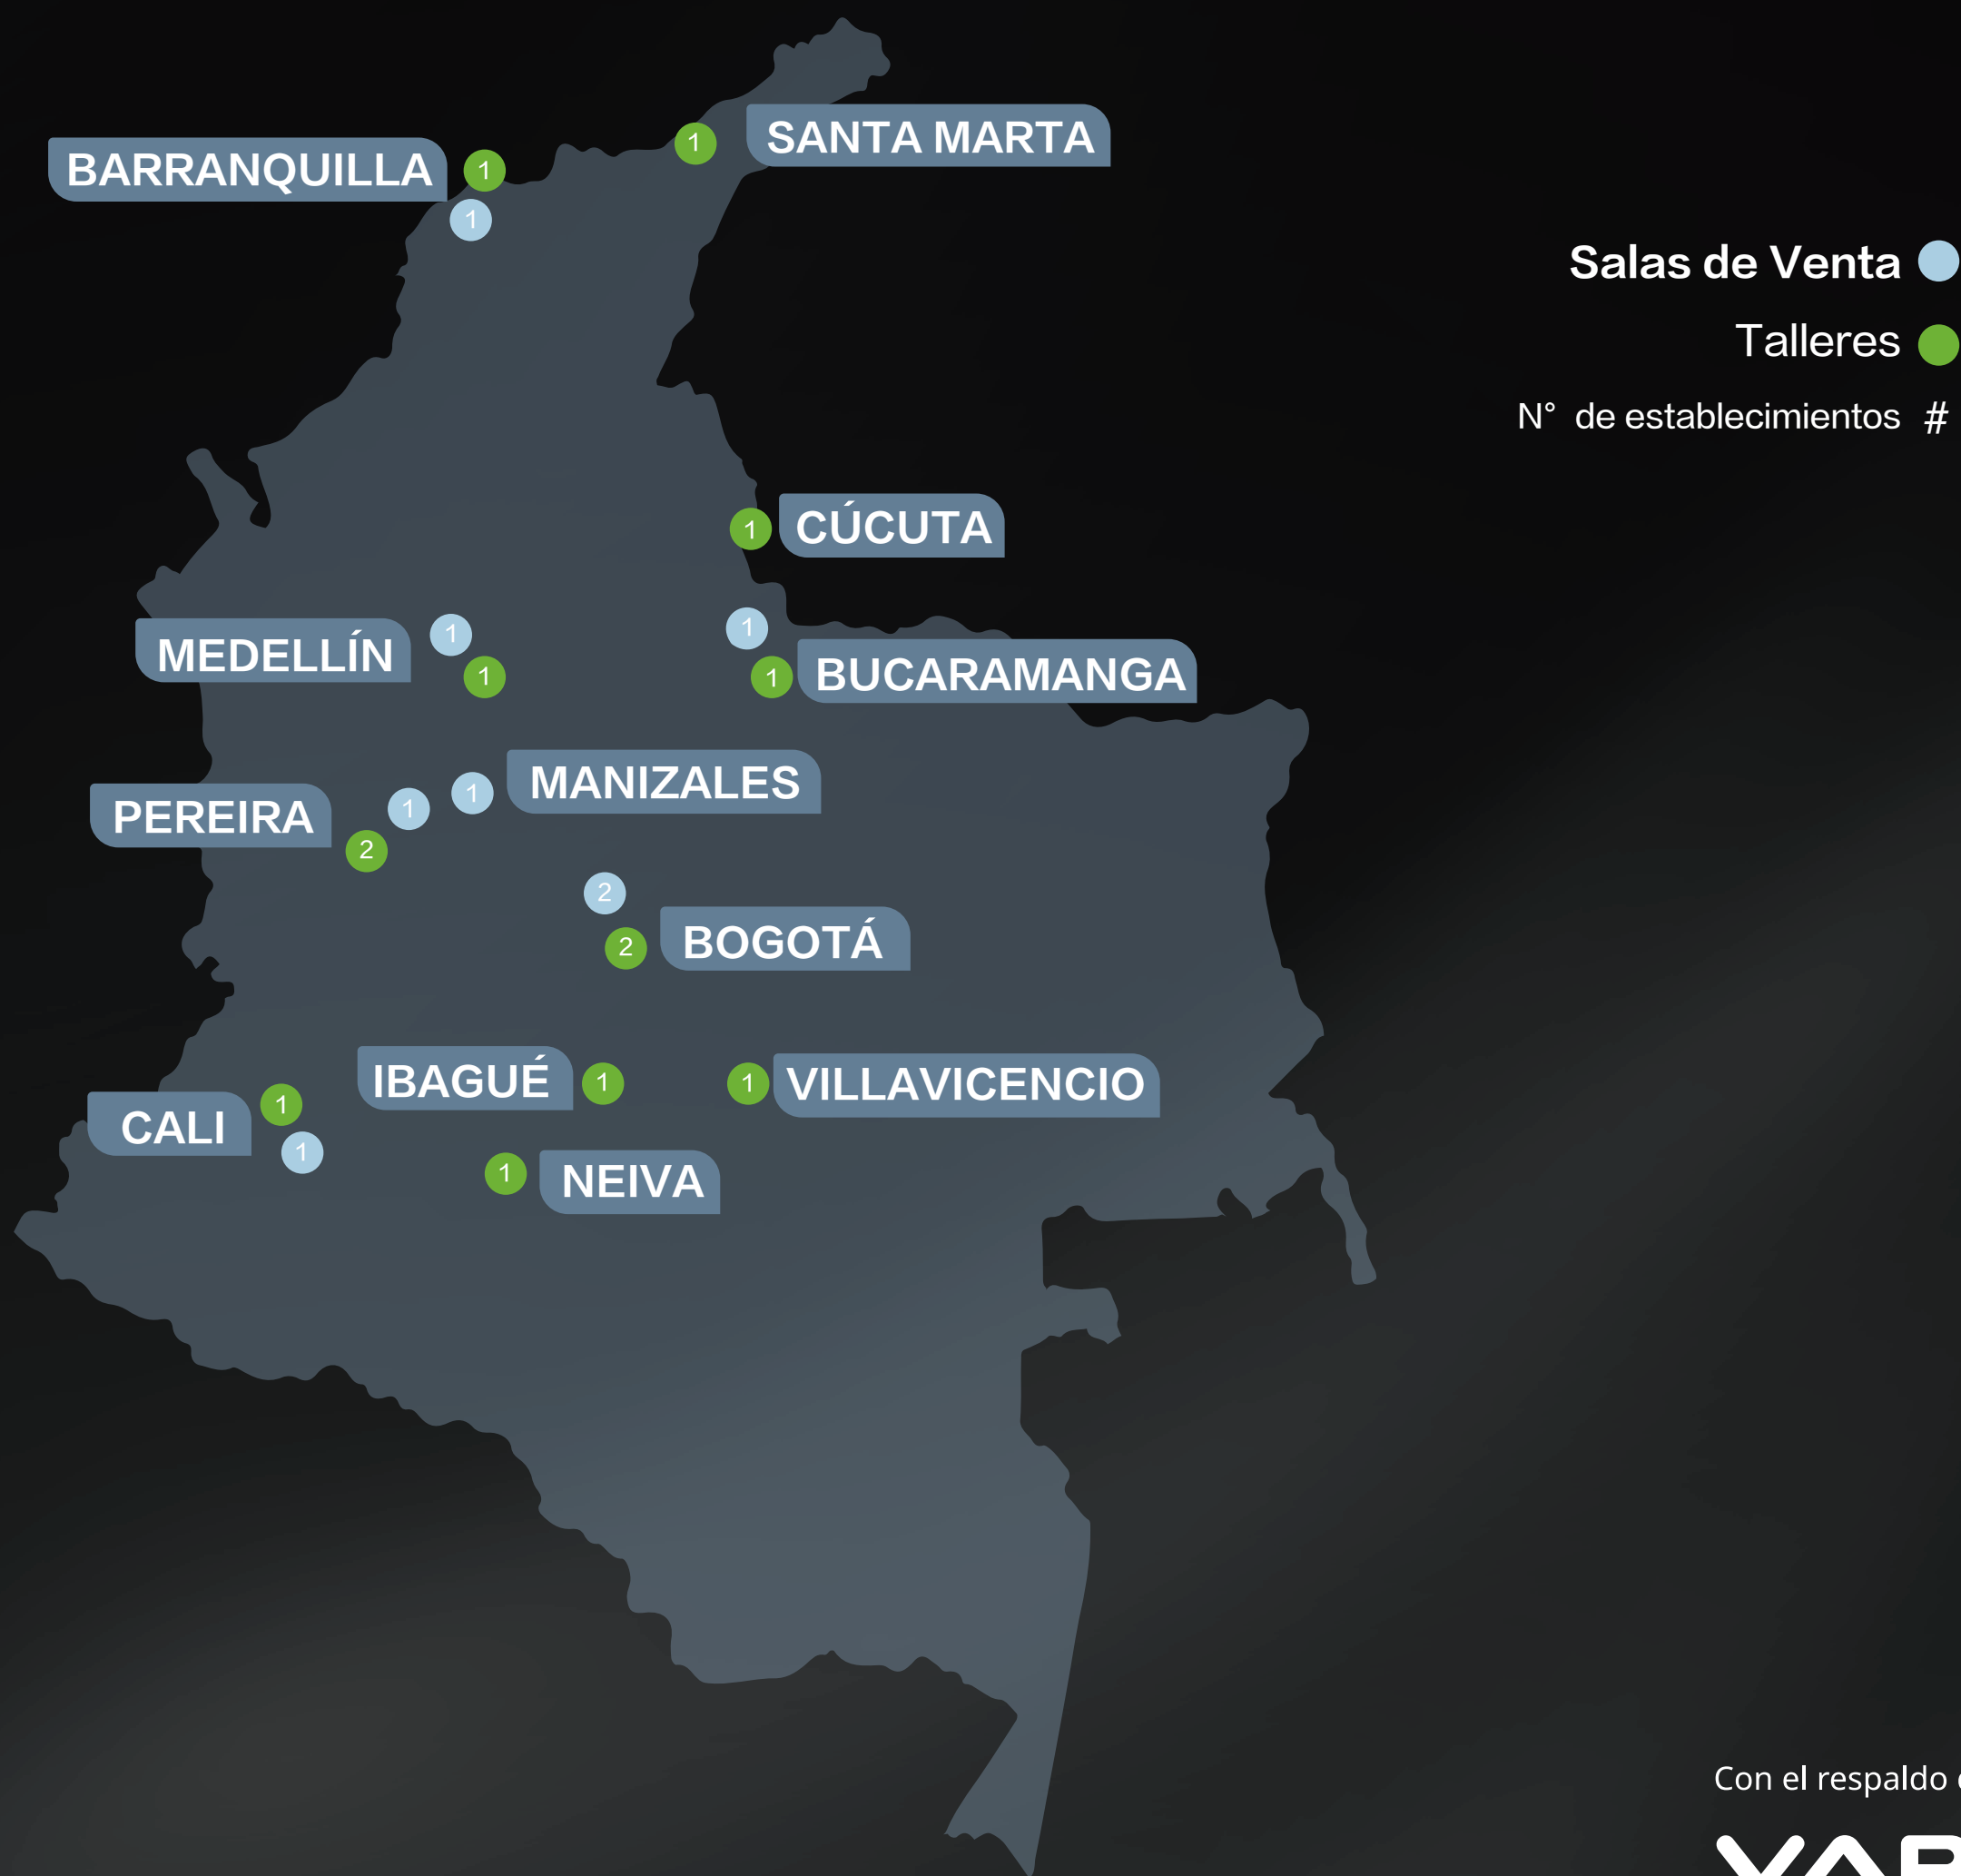 SANTA MARTA
1
BARRANQUILLA
1
1
Salas de Venta
Talleres
N° de establecimientos #
CÚCUTA
1
MEDELLÍN
1
1
1
1
BUCARAMANGA
MANIZALES
1
PEREIRA
1
2
2
2
BOGOTÁ
IBAGUÉ
1
1
VILLAVICENCIO
CALI
1
1
1
NEIVA
Con el respaldo